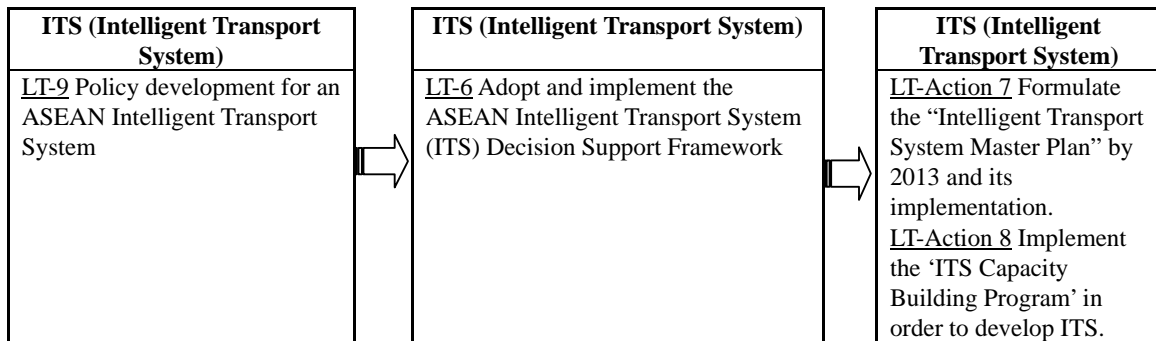 ITS (Intelligent Transport
System)
LT-9 Policy development for an
ASEAN Intelligent Transport
System
ITS (Intelligent Transport System)
LT-6 Adopt and implement the
ASEAN Intelligent Transport System
(ITS) Decision Support Framework
ITS (Intelligent
Transport System)
LT-Action 7 Formulate
the “Intelligent Transport
System Master Plan” by
2013 and its
implementation.
LT-Action 8 Implement
the ‘ITS Capacity
Building Program’ in
order to develop ITS.